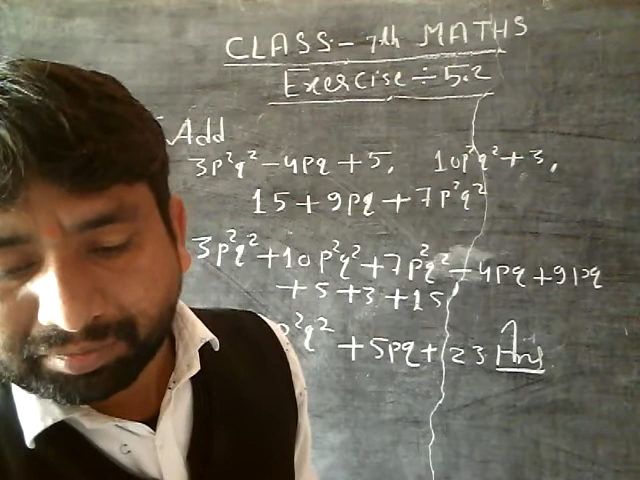 CLASS - 7th MATHS
Exercise ÷ 5.2
Add
3p²q² - 4pq + 5, 10p²q² + 3,
15 + 9pq + 7p²q²
3p²q² + 10p²q² + 7p²q² - 4pq + 9pq
+ 5 + 3 + 15
p²q² + 5pq + 23 Ans